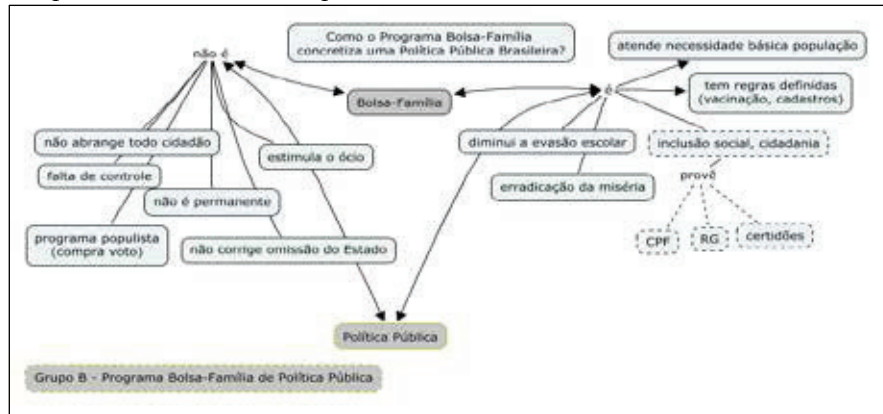 Como o Programa Bolsa-Família
concretiza uma Política Pública Brasileira?
não é
Bolsa-Família
é
atende necessidade básica população
tem regras definidas
(vacinação, cadastros)
não abrange todo cidadão
estimula o ócio
diminui a evasão escolar
inclusão social, cidadania
falta de controle
não é permanente
erradicação da miséria
provê
programa populista
(compra voto)
não corrige omissão do Estado
CPF
RG
certidões
Política Pública
Grupo B - Programa Bolsa-Família de Política Pública